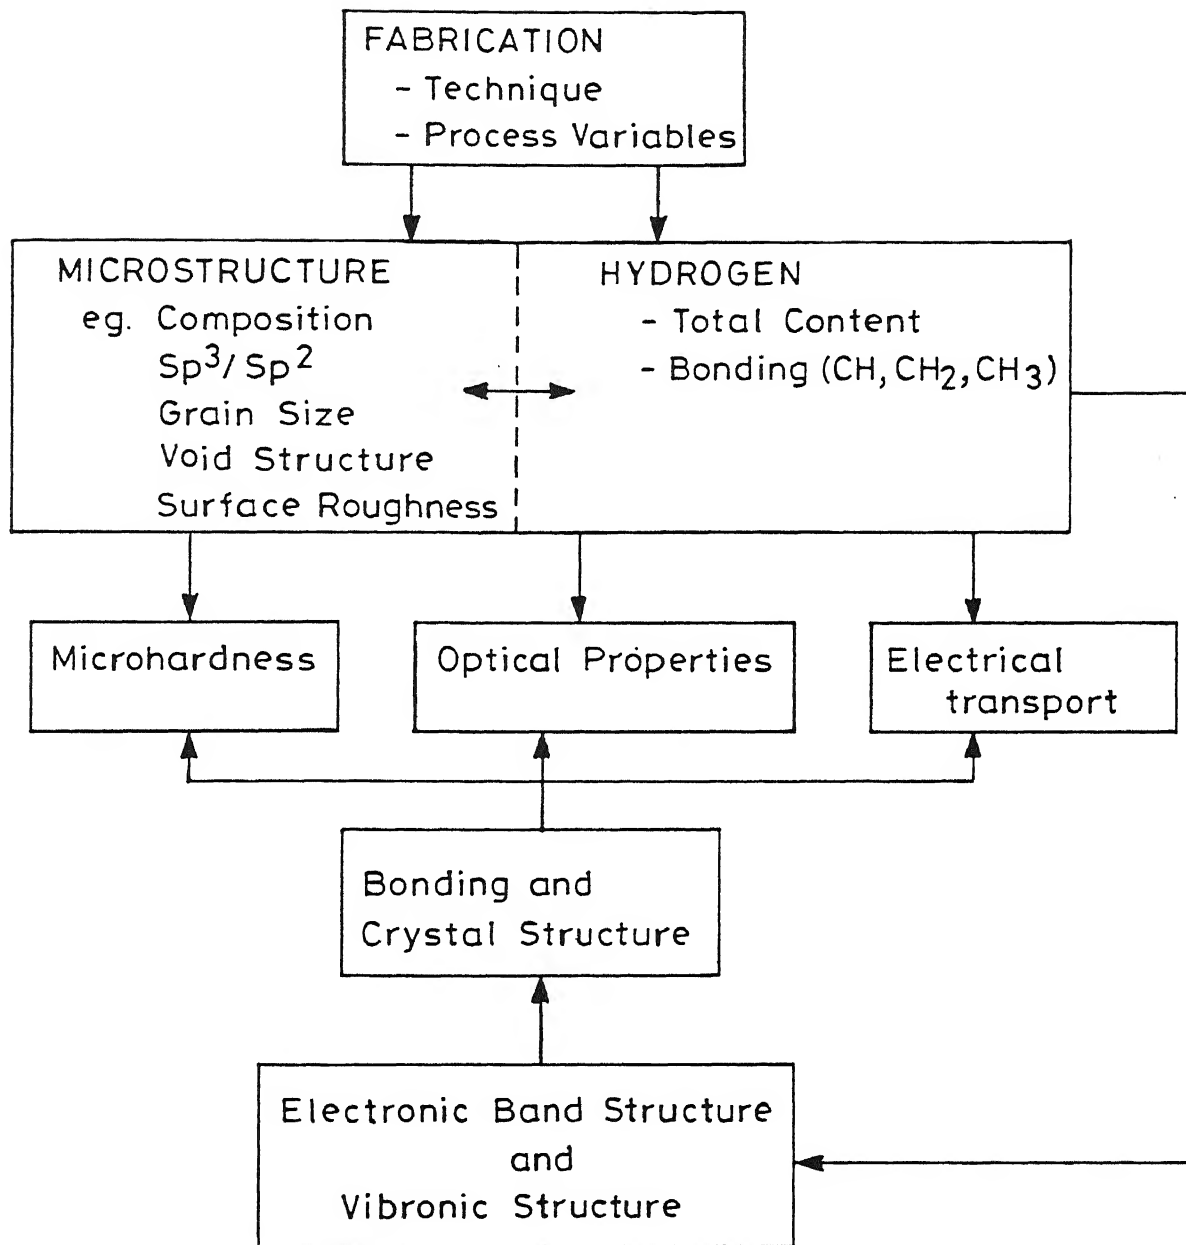 FABRICATION
- Technique
- Process Variables
MICROSTRUCTURE
eg. Composition
Sp³/Sp²
Grain Size
Void Structure
Surface Roughness
HYDROGEN
- Total Content
- Bonding (CH, CH₂, CH₃)
Microhardness
Optical Properties
Electrical
transport
Bonding and
Crystal Structure
Electronic Band Structure
and
Vibronic Structure